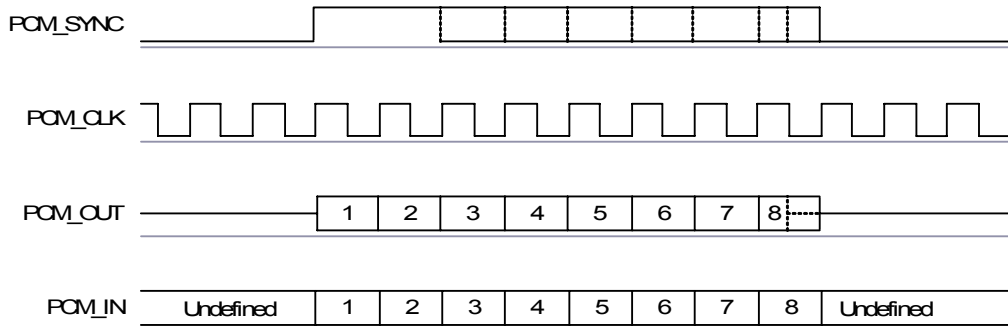 PCM_SYNC
PCM_CLK
PCM_OUT 1 2 3 4 5 6 7 8
PCM_IN Undefined 1 2 3 4 5 6 7 8 Undefined